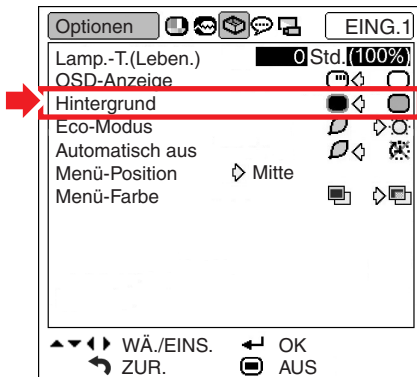 Optionen EING.1
Lamp.-T.(Leben.) 0 Std.(100%)
OSD-Anzeige
Hintergrund
Eco-Modus
Automatisch aus
Menü-Position Mitte
Menü-Farbe
WÄ./EINS. OK
ZUR. AUS